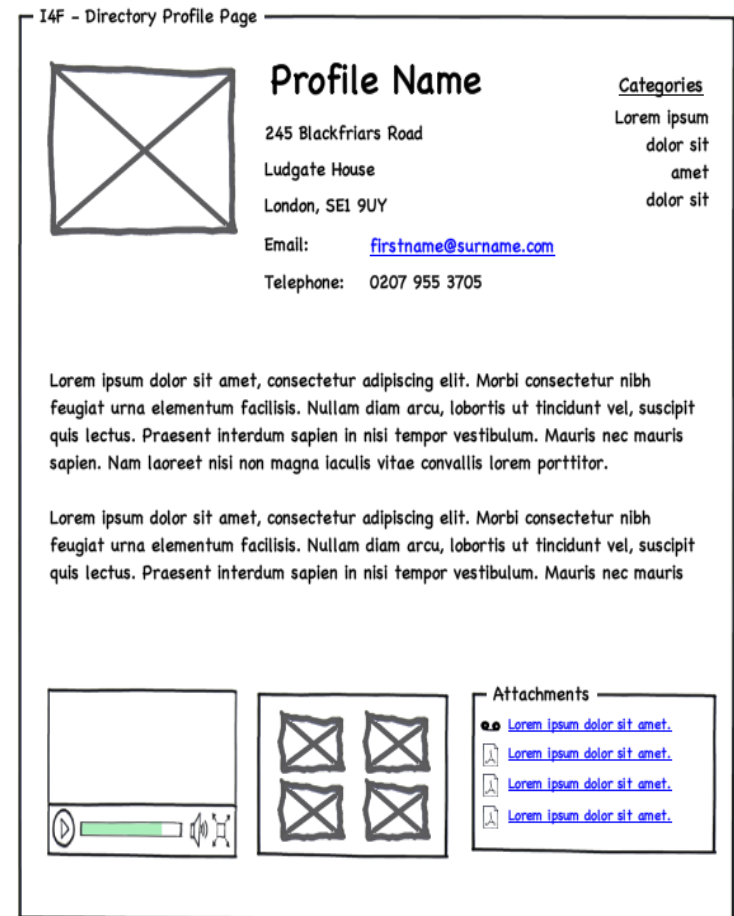 I4F - Directory Profile Page
Profile Name
245 Blackfriars Road
Ludgate House
London, SE1 9UY
Email: firstname@surname.com
Telephone: 0207 955 3705
Categories
Lorem ipsum
dolor sit
amet
dolor sit
Lorem ipsum dolor sit amet, consectetur adipiscing elit. Morbi consectetur nibh
feugiat urna elementum facilisis. Nullam diam arcu, lobortis ut tincidunt vel, suscipit
quis lectus. Praesent interdum sapien in nisi tempor vestibulum. Mauris nec mauris
sapien. Nam laoreet nisi non magna iaculis vitae convallis lorem porttitor.
Lorem ipsum dolor sit amet, consectetur adipiscing elit. Morbi consectetur nibh
feugiat urna elementum facilisis. Nullam diam arcu, lobortis ut tincidunt vel, suscipit
quis lectus. Praesent interdum sapien in nisi tempor vestibulum. Mauris nec mauris
Attachments
Lorem ipsum dolor sit amet.
Lorem ipsum dolor sit amet.
Lorem ipsum dolor sit amet.
Lorem ipsum dolor sit amet.